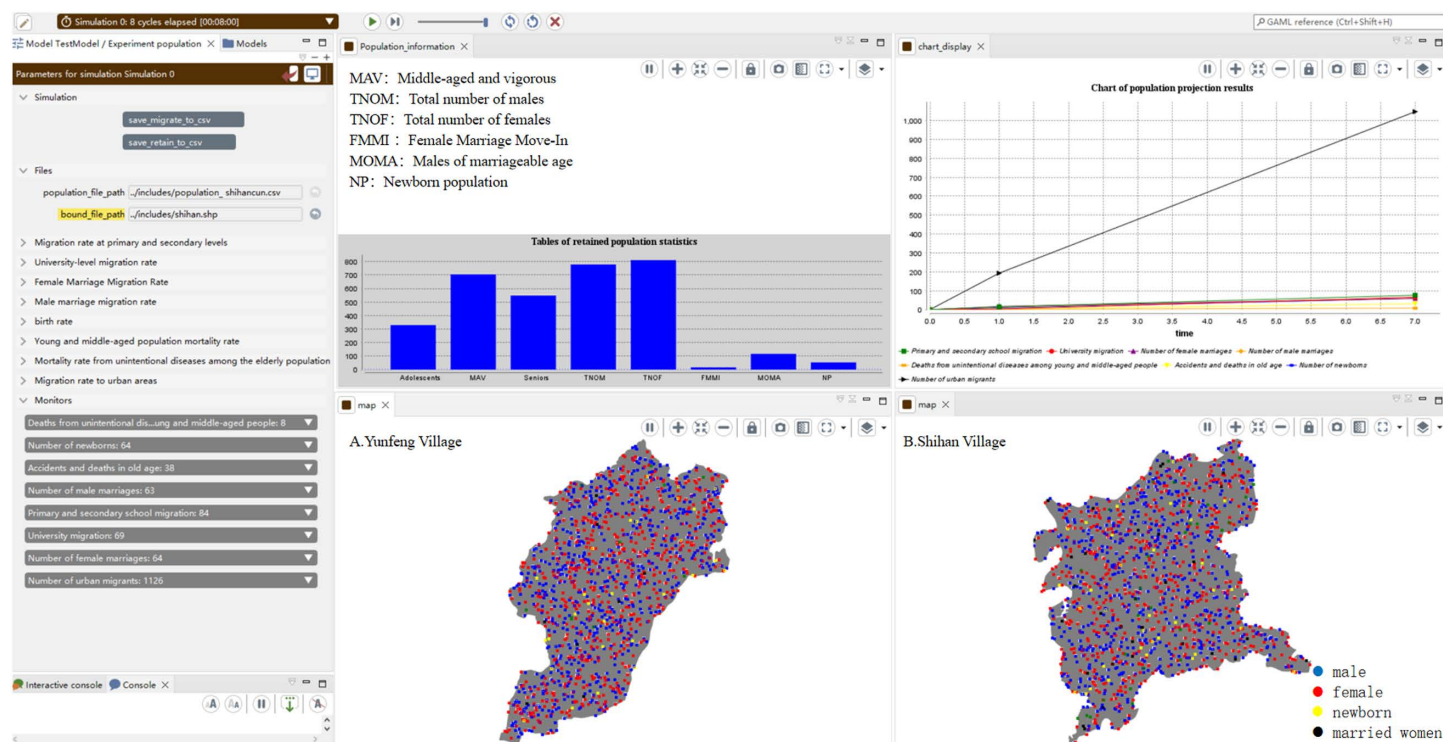 Simulation 0: 8 cycles elapsed [00:08:00]
GAML reference (Ctrl+Shift+H)
Model TestModel / Experiment population
Models
Parameters for simulation Simulation 0
Simulation
save_migrate_to_csv
save_retain_to_csv
Files
population_file_path ../includes/population_ shihancun.csv
bound_file_path ../includes/shihan.shp
Migration rate at primary and secondary levels
University-level migration rate
Female Marriage Migration Rate
Male marriage migration rate
birth rate
Young and middle-aged population mortality rate
Mortality rate from unintentional diseases among the elderly population
Migration rate to urban areas
Monitors
Deaths from unintentional dis...ung and middle-aged people: 8
Number of newborns: 64
Accidents and deaths in old age: 38
Number of male marriages: 63
Primary and secondary school migration: 84
University migration: 69
Number of female marriages: 64
Number of urban migrants: 1126
Interactive console
Console
Population_information
MAV: Middle-aged and vigorous
TNOM: Total number of males
TNOF: Total number of females
FMMI : Female Marriage Move-In
MOMA: Males of marriageable age
NP: Newborn population
Tables of retained population statistics
800
700
600
500
400
300
200
100
0
Adolescents MAV Seniors TNOM TNOF FMMI MOMA NP
chart_display
Chart of population projection results
1,000
900
800
700
600
500
400
300
200
100
0
0.0 0.5 1.0 1.5 2.0 2.5 3.0 3.5 4.0 4.5 5.0 5.5 6.0 6.5 7.0
time
Primary and secondary school migration University migration Number of female marriages Number of male marriages
Deaths from unintentional diseases among young and middle-aged people Accidents and deaths in old age Number of newborns
Number of urban migrants
map
A.Yunfeng Village
map
B.Shihan Village
male
female
newborn
married women